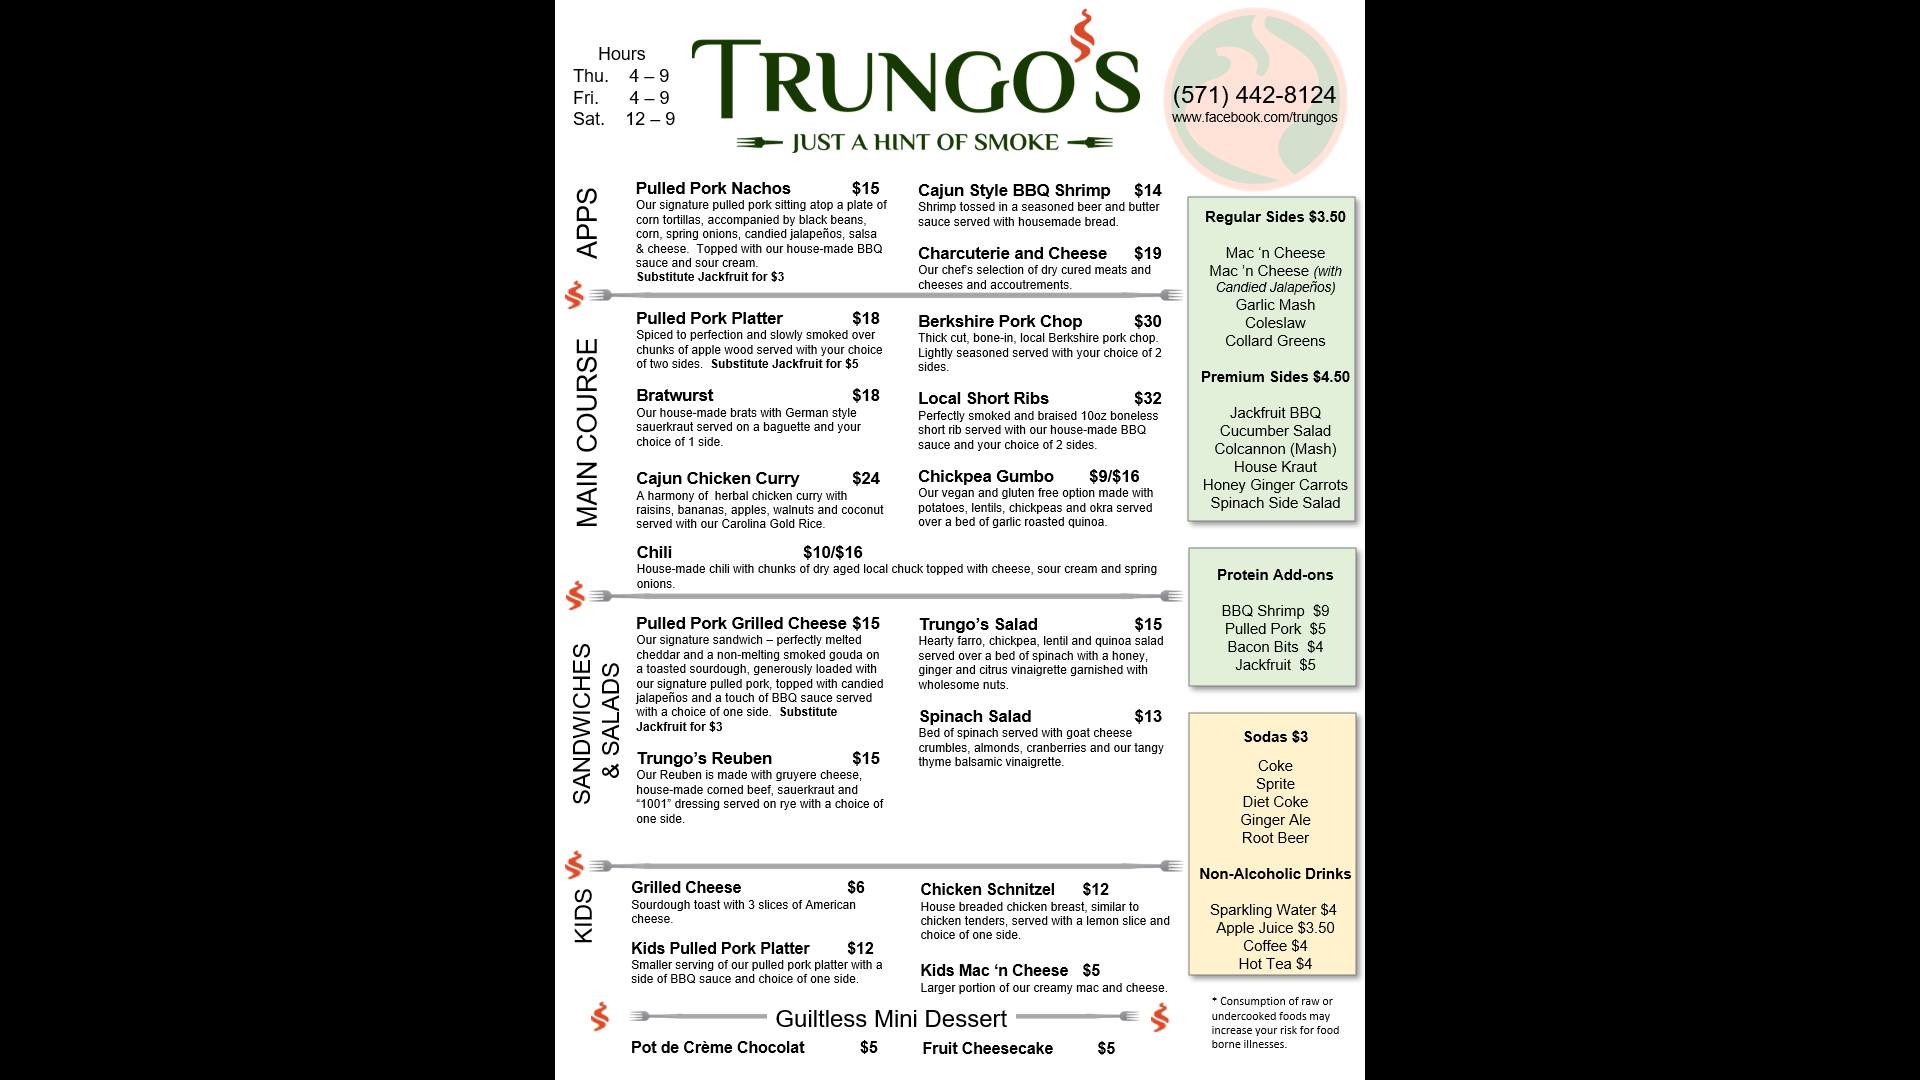 Hours
Thu. 4 – 9
Fri. 4 – 9
Sat. 12 – 9
TRUNGO'S
JUST A HINT OF SMOKE
(571) 442-8124
www.facebook.com/trungos
APPS
Pulled Pork Nachos $15
Our signature pulled pork sitting atop a plate of
corn tortillas, accompanied by black beans,
corn, spring onions, candied jalapeños, salsa
& cheese. Topped with our house-made BBQ
sauce and sour cream.
Substitute Jackfruit for $3
Cajun Style BBQ Shrimp $14
Shrimp tossed in a seasoned beer and butter
sauce served with housemade bread.
Charcuterie and Cheese $19
Our chef's selection of dry cured meats and
cheeses and accoutrements.
MAIN COURSE
Pulled Pork Platter $18
Spiced to perfection and slowly smoked over
chunks of apple wood served with your choice
of two sides. Substitute Jackfruit for $5
Bratwurst $18
Our house-made brats with German style
sauerkraut served on a baguette and your
choice of 1 side.
Cajun Chicken Curry $24
A harmony of herbal chicken curry with
raisins, bananas, apples, walnuts and coconut
served with our Carolina Gold Rice.
Berkshire Pork Chop $30
Thick cut, bone-in, local Berkshire pork chop.
Lightly seasoned served with your choice of 2
sides.
Local Short Ribs $32
Perfectly smoked and braised 10oz boneless
short rib served with our house-made BBQ
sauce and your choice of 2 sides.
Chickpea Gumbo $9/$16
Our vegan and gluten free option made with
potatoes, lentils, chickpeas and okra served
over a bed of garlic roasted quinoa.
Chili $10/$16
House-made chili with chunks of dry aged local chuck topped with cheese, sour cream and spring
onions.
SANDWICHES
& SALADS
Pulled Pork Grilled Cheese $15
Our signature sandwich – perfectly melted
cheddar and a non-melting smoked gouda on
a toasted sourdough, generously loaded with
our signature pulled pork, topped with candied
jalapeños and a touch of BBQ sauce served
with a choice of one side. Substitute
Jackfruit for $3
Trungo's Reuben $15
Our Reuben is made with gruyere cheese,
house-made corned beef, sauerkraut and
“1001” dressing served on rye with a choice of
one side.
Trungo's Salad $15
Hearty farro, chickpea, lentil and quinoa salad
served over a bed of spinach with a honey,
ginger and citrus vinaigrette garnished with
wholesome nuts.
Spinach Salad $13
Bed of spinach served with goat cheese
crumbles, almonds, cranberries and our tangy
thyme balsamic vinaigrette.
KIDS
Grilled Cheese $6
Sourdough toast with 3 slices of American
cheese.
Kids Pulled Pork Platter $12
Smaller serving of our pulled pork platter with a
side of BBQ sauce and choice of one side.
Chicken Schnitzel $12
House breaded chicken breast, similar to
chicken tenders, served with a lemon slice and
choice of one side.
Kids Mac ‘n Cheese $5
Larger portion of our creamy mac and cheese.
Guiltless Mini Dessert
Pot de Crème Chocolat $5
Fruit Cheesecake $5
Regular Sides $3.50
Mac ‘n Cheese
Mac ’n Cheese (with
Candied Jalapeños)
Garlic Mash
Coleslaw
Collard Greens
Premium Sides $4.50
Jackfruit BBQ
Cucumber Salad
Colcannon (Mash)
House Kraut
Honey Ginger Carrots
Spinach Side Salad
Protein Add-ons
BBQ Shrimp $9
Pulled Pork $5
Bacon Bits $4
Jackfruit $5
Sodas $3
Coke
Sprite
Diet Coke
Ginger Ale
Root Beer
Non-Alcoholic Drinks
Sparkling Water $4
Apple Juice $3.50
Coffee $4
Hot Tea $4
* Consumption of raw or
undercooked foods may
increase your risk for food
borne illnesses.